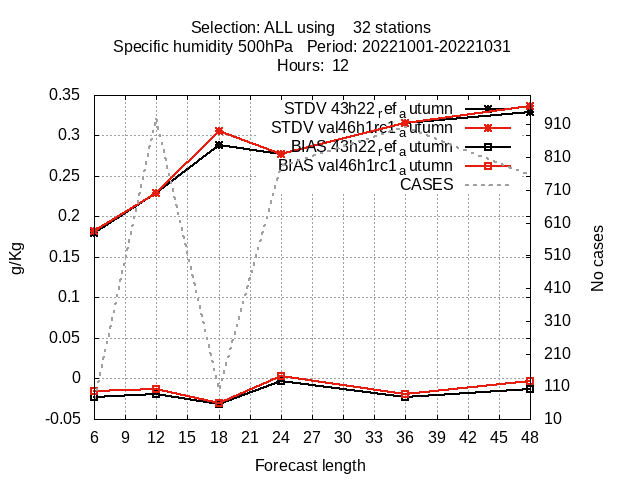 Selection: ALL using    32 stations
Specific humidity 500hPa   Period: 20221001-20221031
Hours:  12
0.35
0.3
0.25
0.2
0.15
0.1
0.05
0
-0.05
g/Kg
STDV 43h22_ref_autumn
STDV val46h1rc1_autumn
BIAS 43h22_ref_autumn
BIAS val46h1rc1_autumn
CASES
910
810
710
610
510
410
310
210
110
10
No cases
6 9 12 15 18 21 24 27 30 33 36 39 42 45 48
Forecast length